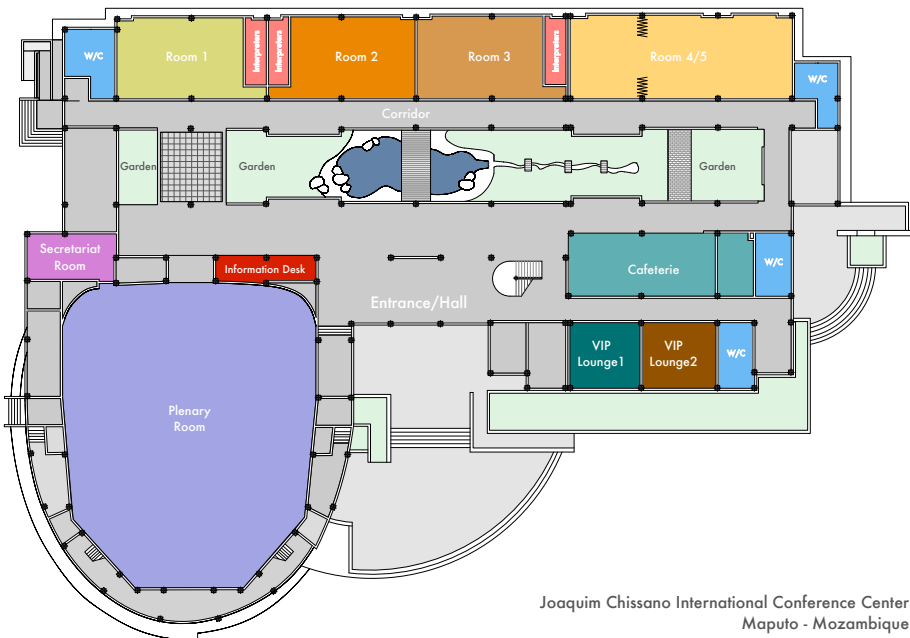 W/C
Room 1
Interpreters
Interpreters
Room 2
Room 3
Interpreters
Room 4/5
W/C
Corridor
Garden
Garden
Garden
Secretariat
Room
Information Desk
Cafeterie
W/C
Entrance/Hall
VIP
Lounge1
VIP
Lounge2
W/C
Plenary
Room
Joaquim Chissano International Conference Center
Maputo - Mozambique